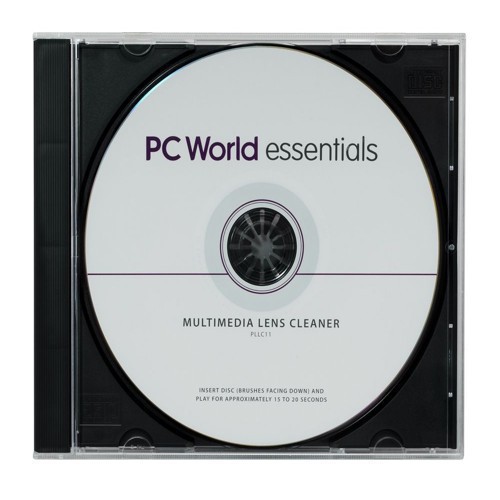 PC World essentials
MULTIMEDIA LENS CLEANER
PLLC11
INSERT DISC (BRUSHES FACING DOWN) AND
PLAY FOR APPROXIMATELY 15 TO 20 SECONDS